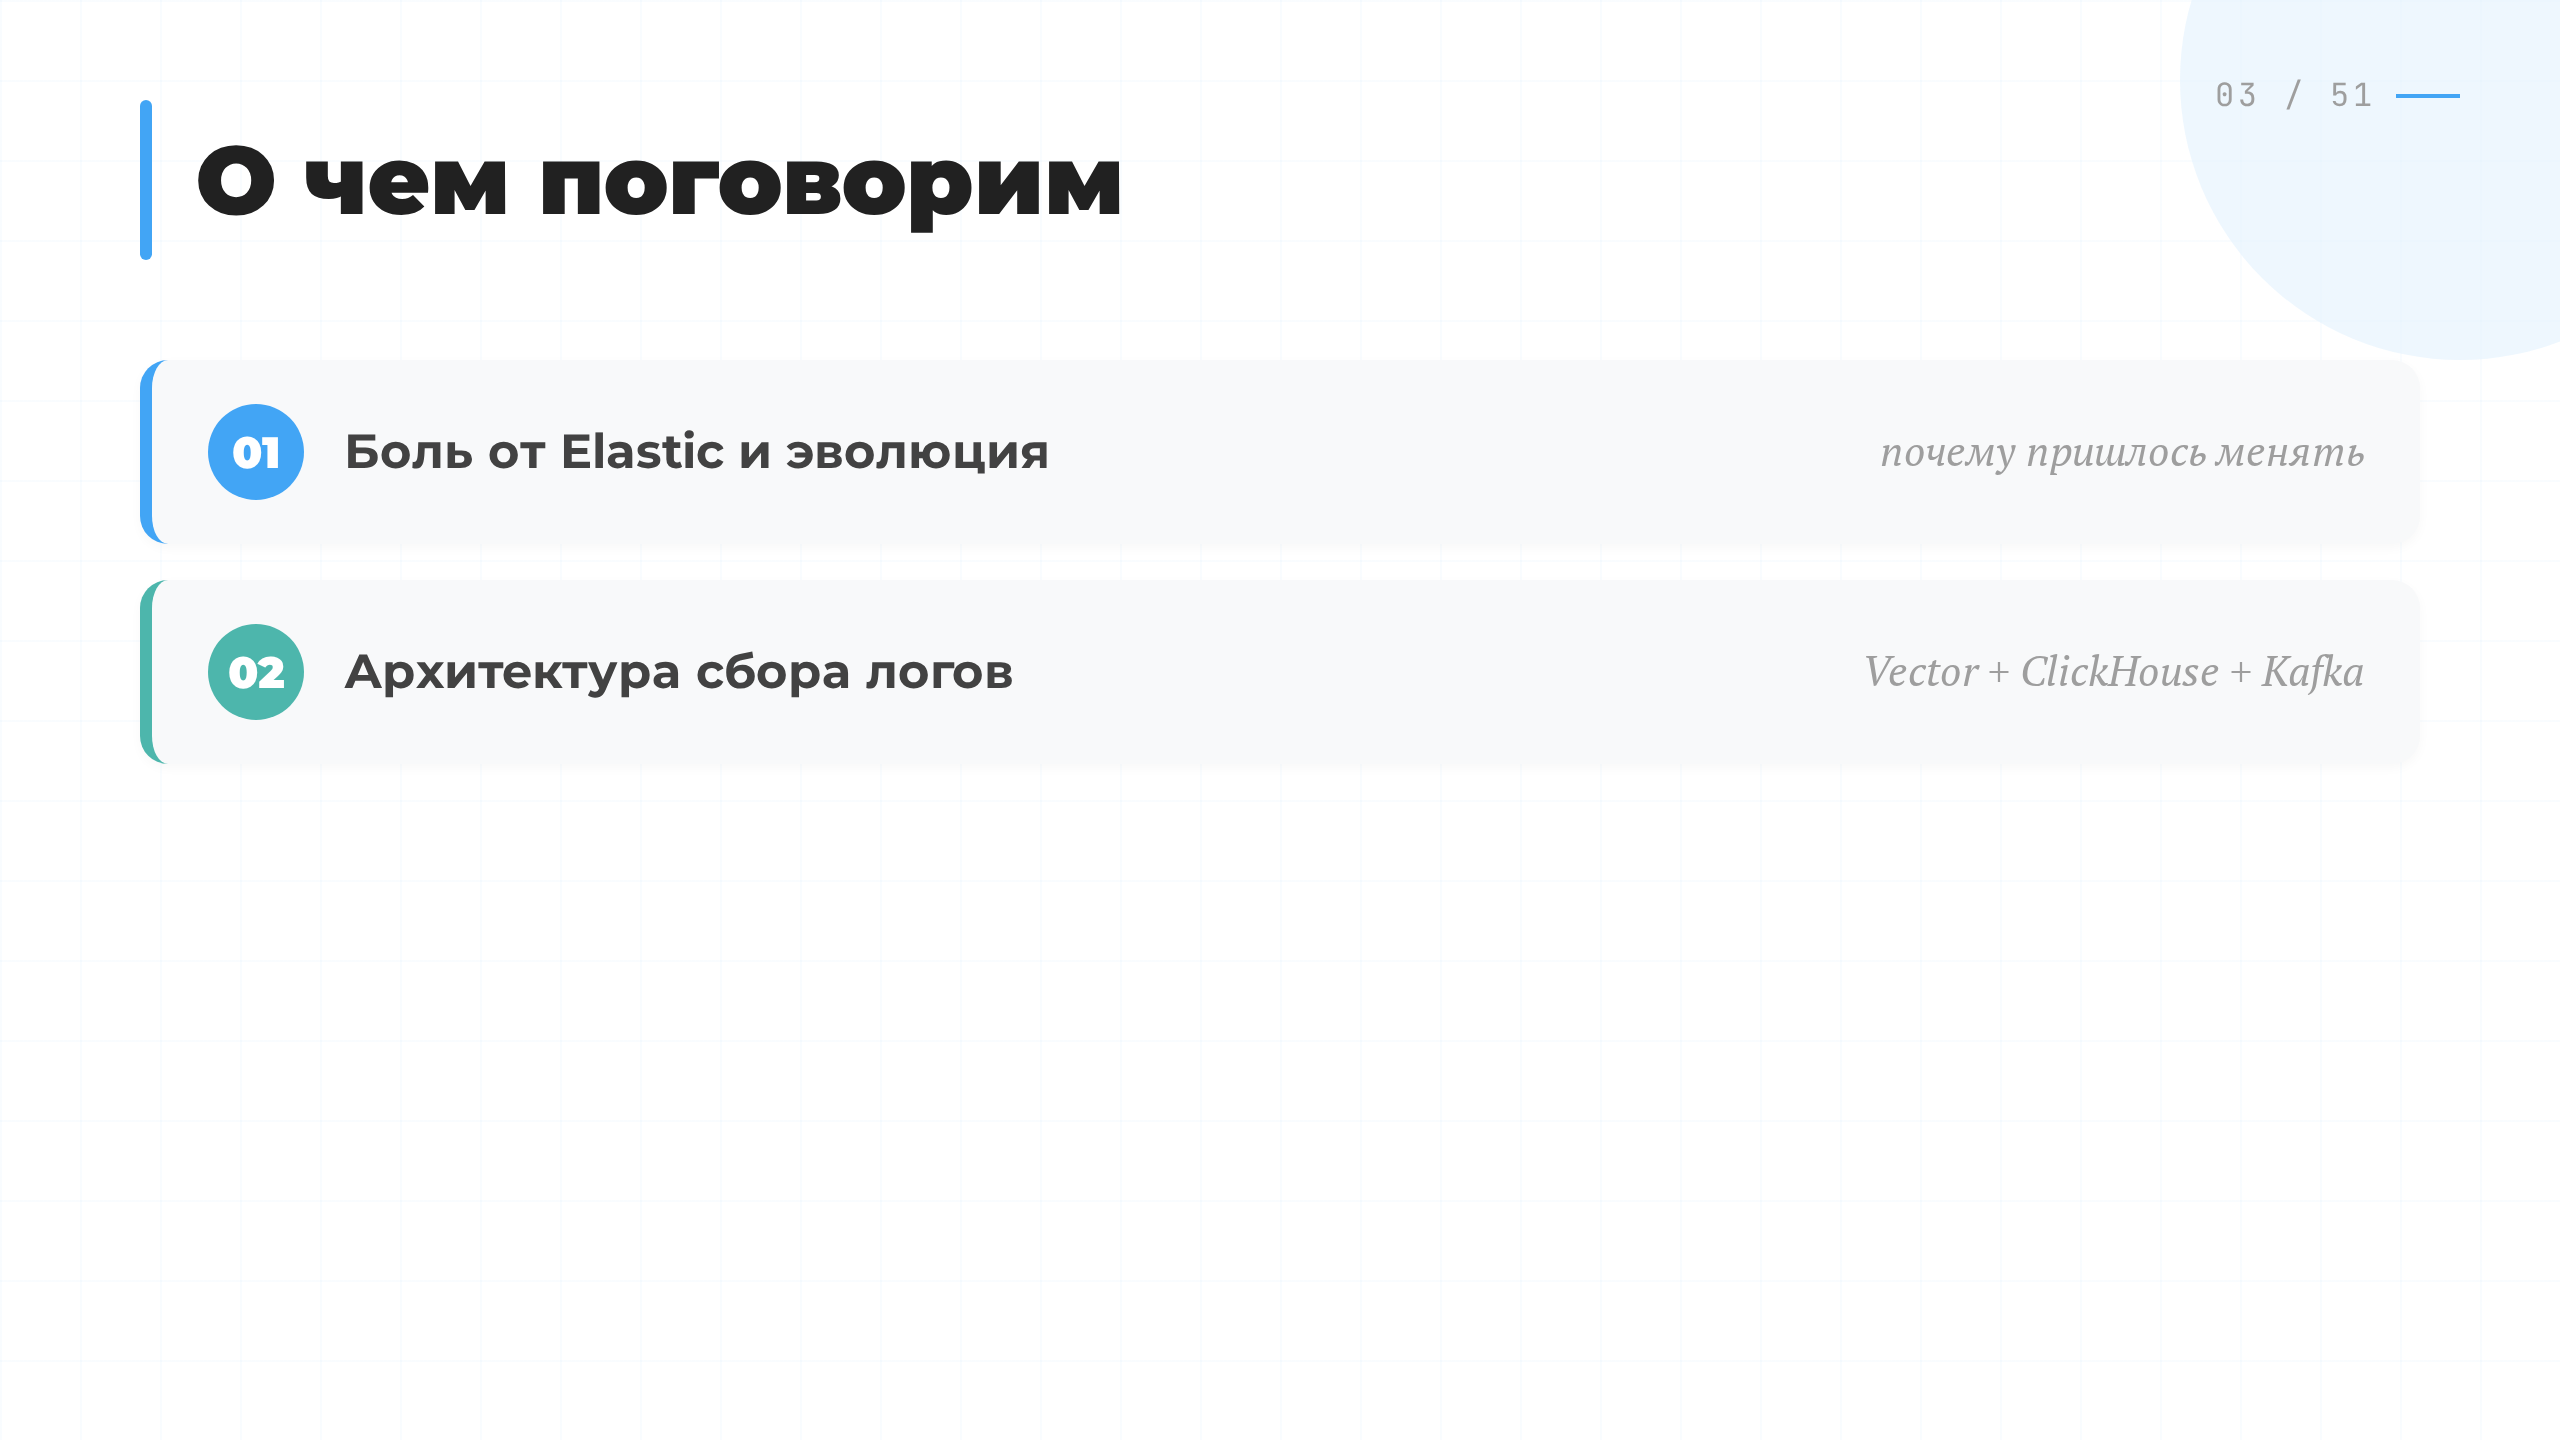 03 / 51
О чем поговорим
01 Боль от Elastic и эволюция почему пришлось менять
02 Архитектура сбора логов Vector + ClickHouse + Kafka